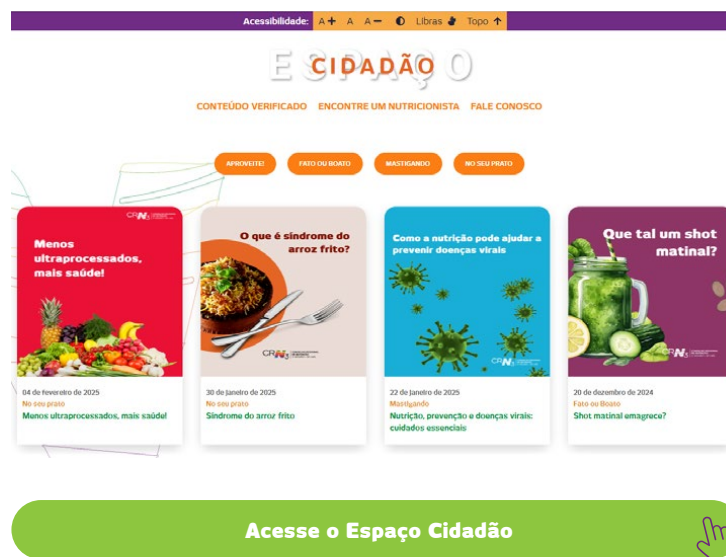 Acessibilidade: A+ A A− Libras Topo
ESPAÇO
CIDADÃO
CONTEÚDO VERIFICADO ENCONTRE UM NUTRICIONISTA FALE CONOSCO
APROVEITE! FATO OU BOATO MASTIGANDO NO SEU PRATO
CRN3
Menos
ultraprocessados,
mais saúde!
04 de fevereiro de 2025
No seu prato
Menos ultraprocessados, mais saúde!
O que é síndrome do
arroz frito?
CRN3
30 de janeiro de 2025
No seu prato
Síndrome do arroz frito
Como a nutrição pode ajudar a
prevenir doenças virais
CRN3
22 de janeiro de 2025
Mastigando
Nutrição, prevenção e doenças virais:
cuidados essenciais
Que tal um shot
matinal?
CRN3
20 de dezembro de 2024
Fato ou Boato
Shot matinal emagrece?
Acesse o Espaço Cidadão